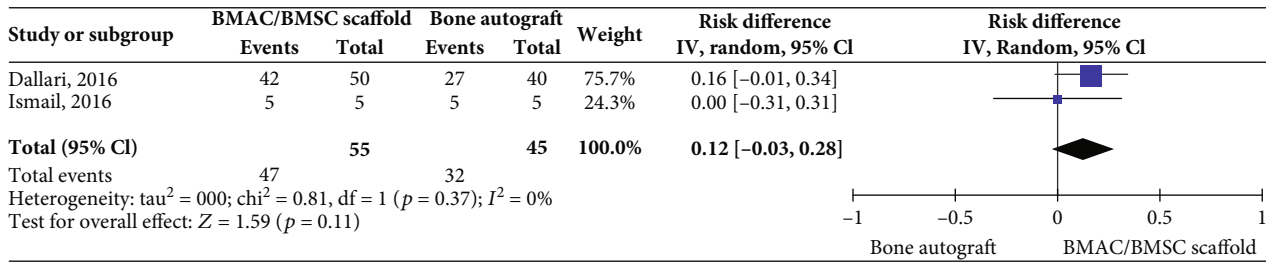 Study or subgroup BMAC/BMSC scaffold Bone autograft Weight Risk difference Risk difference
Events Total Events Total IV, random, 95% Cl IV, Random, 95% Cl
Dallari, 2016 42 50 27 40 75.7% 0.16 [–0.01, 0.34]
Ismail, 2016 5 5 5 5 24.3% 0.00 [–0.31, 0.31]
Total (95% Cl) 55 45 100.0% 0.12 [–0.03, 0.28]
Total events 47 32
Heterogeneity: tau² = 000; chi² = 0.81, df = 1 (p = 0.37); I² = 0%
Test for overall effect: Z = 1.59 (p = 0.11)
–1 –0.5 0 0.5 1
Bone autograft BMAC/BMSC scaffold